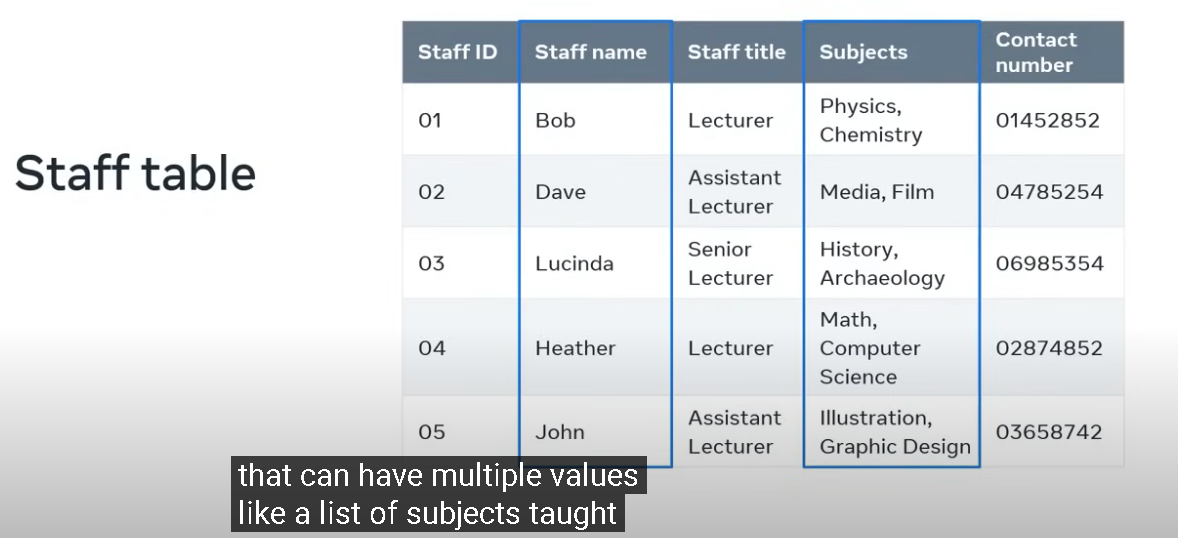 Staff table
Staff ID Staff name Staff title Subjects Contact number
01 Bob Lecturer Physics, Chemistry 01452852
02 Dave Assistant Lecturer Media, Film 04785254
03 Lucinda Senior Lecturer History, Archaeology 06985354
04 Heather Lecturer Math, Computer Science 02874852
05 John Assistant Lecturer Illustration, Graphic Design 03658742
that can have multiple values
like a list of subjects taught